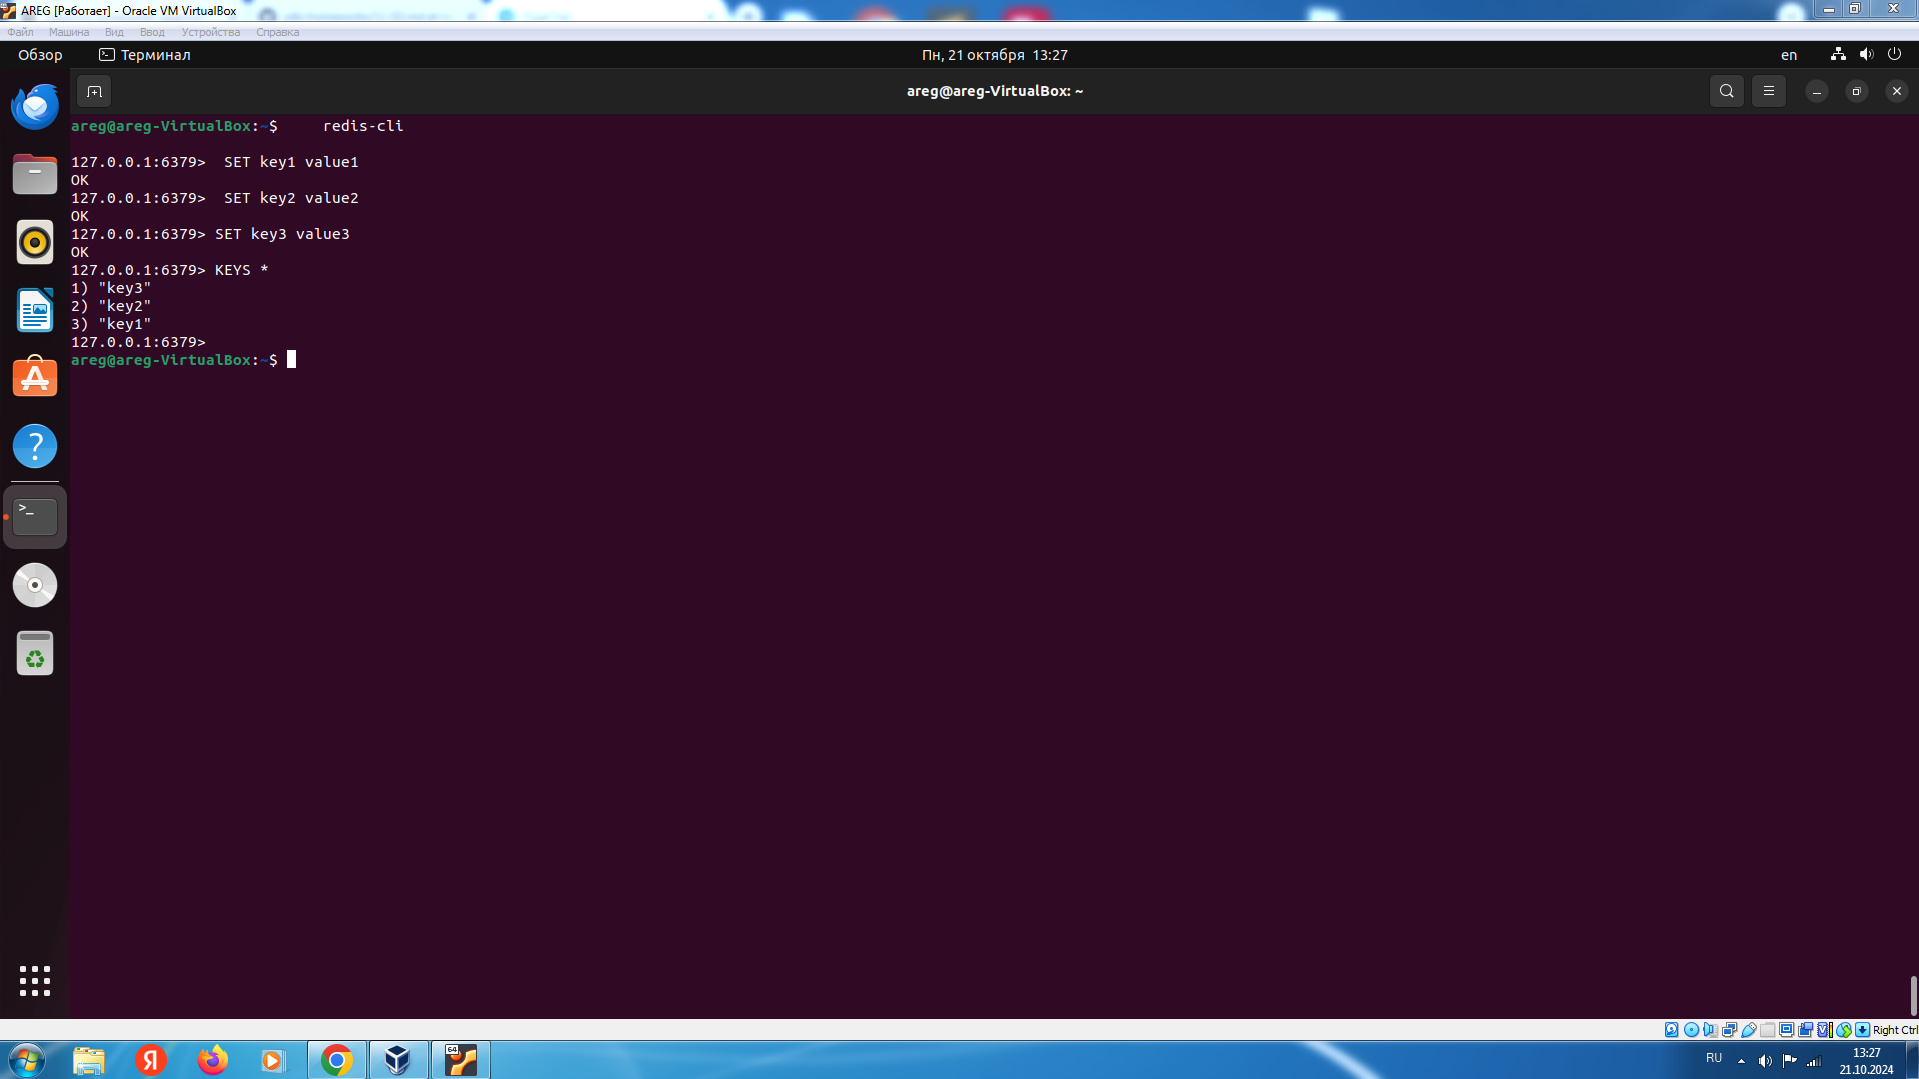 AREG [Работает] - Oracle VM VirtualBox
Файл Машина Вид Ввод Устройства Справка
Обзор Терминал Пн, 21 октября 13:27 en
areg@areg-VirtualBox: ~
areg@areg-VirtualBox:~$     redis-cli
127.0.0.1:6379>  SET key1 value1
OK
127.0.0.1:6379>  SET key2 value2
OK
127.0.0.1:6379> SET key3 value3
OK
127.0.0.1:6379> KEYS *
1) "key3"
2) "key2"
3) "key1"
127.0.0.1:6379>
areg@areg-VirtualBox:~$
Right Ctrl
64
RU 13:27
21.10.2024